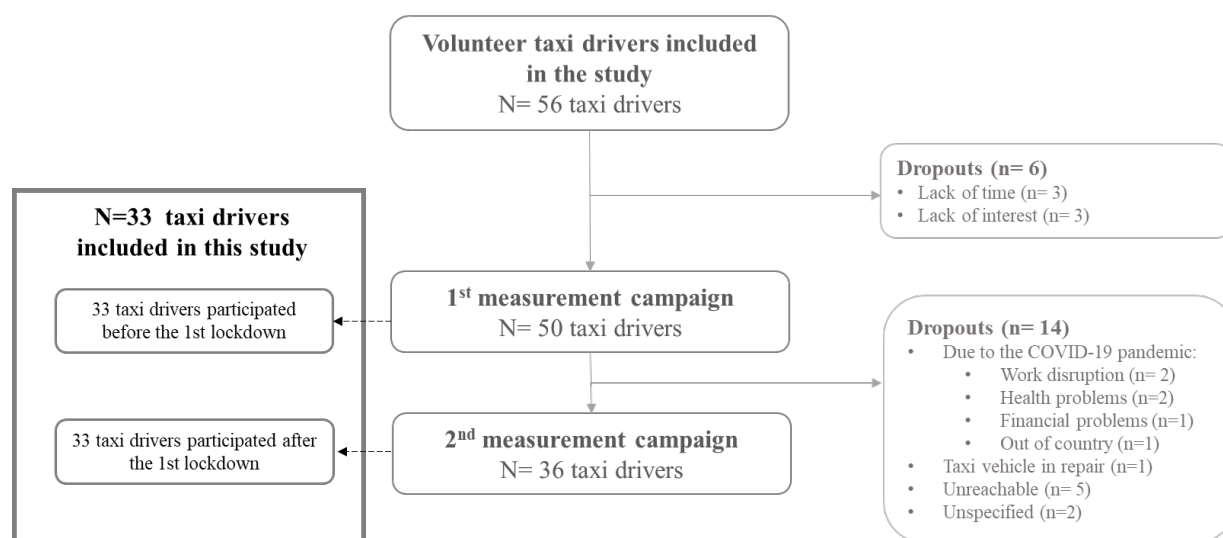 Volunteer taxi drivers included
in the study
N= 56 taxi drivers
Dropouts (n= 6)
• Lack of time (n= 3)
• Lack of interest (n= 3)
N=33 taxi drivers
included in this study
33 taxi drivers participated
before the 1st lockdown
1st measurement campaign
N= 50 taxi drivers
Dropouts (n= 14)
• Due to the COVID-19 pandemic:
• Work disruption (n= 2)
• Health problems (n=2)
• Financial problems (n=1)
• Out of country (n=1)
• Taxi vehicle in repair (n=1)
• Unreachable (n= 5)
• Unspecified (n=2)
33 taxi drivers participated after
the 1st lockdown
2nd measurement campaign
N= 36 taxi drivers